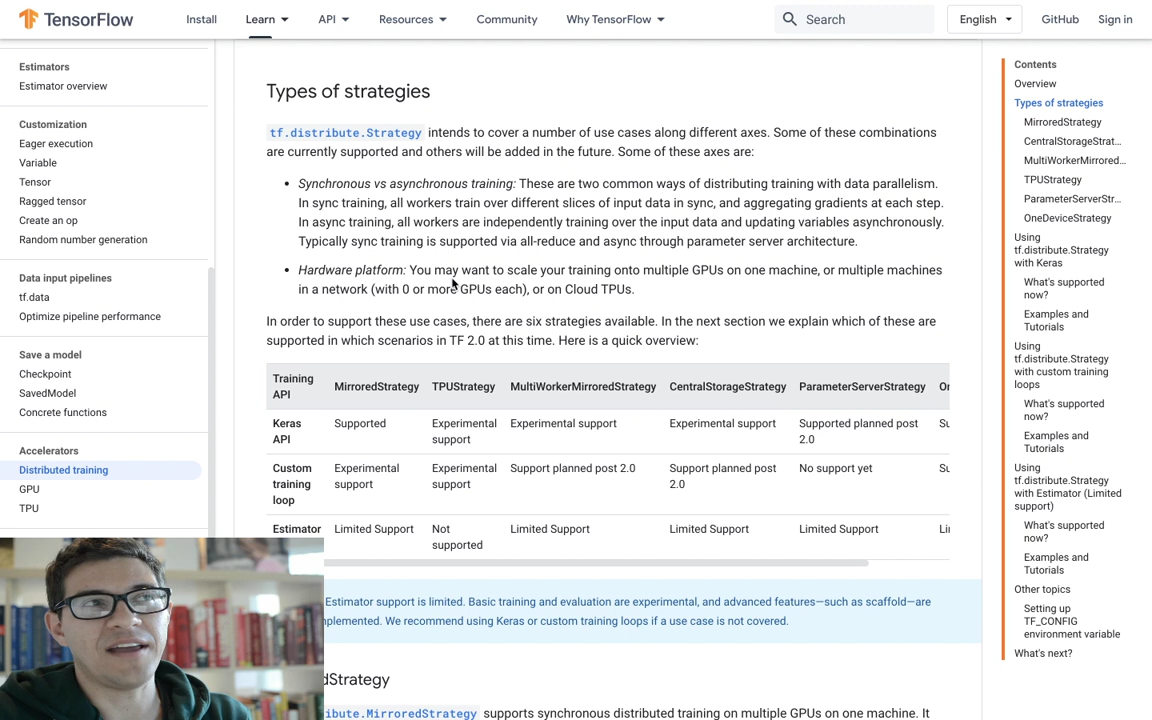 TensorFlow
Install
Learn
API
Resources
Community
Why TensorFlow
Search
English
GitHub
Sign in
Estimators
Estimator overview
Customization
Eager execution
Variable
Tensor
Ragged tensor
Create an op
Random number generation
Data input pipelines
tf.data
Optimize pipeline performance
Save a model
Checkpoint
SavedModel
Concrete functions
Accelerators
Distributed training
GPU
TPU
Types of strategies
tf.distribute.Strategy intends to cover a number of use cases along different axes. Some of these combinations
are currently supported and others will be added in the future. Some of these axes are:
• Synchronous vs asynchronous training: These are two common ways of distributing training with data parallelism.
In sync training, all workers train over different slices of input data in sync, and aggregating gradients at each step.
In async training, all workers are independently training over the input data and updating variables asynchronously.
Typically sync training is supported via all-reduce and async through parameter server architecture.
• Hardware platform: You may want to scale your training onto multiple GPUs on one machine, or multiple machines
in a network (with 0 or more GPUs each), or on Cloud TPUs.
In order to support these use cases, there are six strategies available. In the next section we explain which of these are
supported in which scenarios in TF 2.0 at this time. Here is a quick overview:
Training API MirroredStrategy TPUStrategy MultiWorkerMirroredStrategy CentralStorageStrategy ParameterServerStrategy
Keras API Supported Experimental support Experimental support Experimental support Supported planned post 2.0
Custom training loop Experimental support Experimental support Support planned post 2.0 Support planned post 2.0 No support yet
Estimator Limited Support Not supported Limited Support Limited Support Limited Support
Estimator support is limited. Basic training and evaluation are experimental, and advanced features—such as scaffold—are
plemented. We recommend using Keras or custom training loops if a use case is not covered.
dStrategy
ibute.MirroredStrategy supports synchronous distributed training on multiple GPUs on one machine. It
Contents
Overview
Types of strategies
MirroredStrategy
CentralStorageStrat...
MultiWorkerMirrored...
TPUStrategy
ParameterServerStr...
OneDeviceStrategy
Using
tf.distribute.Strategy
with Keras
What's supported
now?
Examples and
Tutorials
Using
tf.distribute.Strategy
with custom training
loops
What's supported
now?
Examples and
Tutorials
Using
tf.distribute.Strategy
with Estimator (Limited
support)
What's supported
now?
Examples and
Tutorials
Other topics
Setting up
TF_CONFIG
environment variable
What's next?